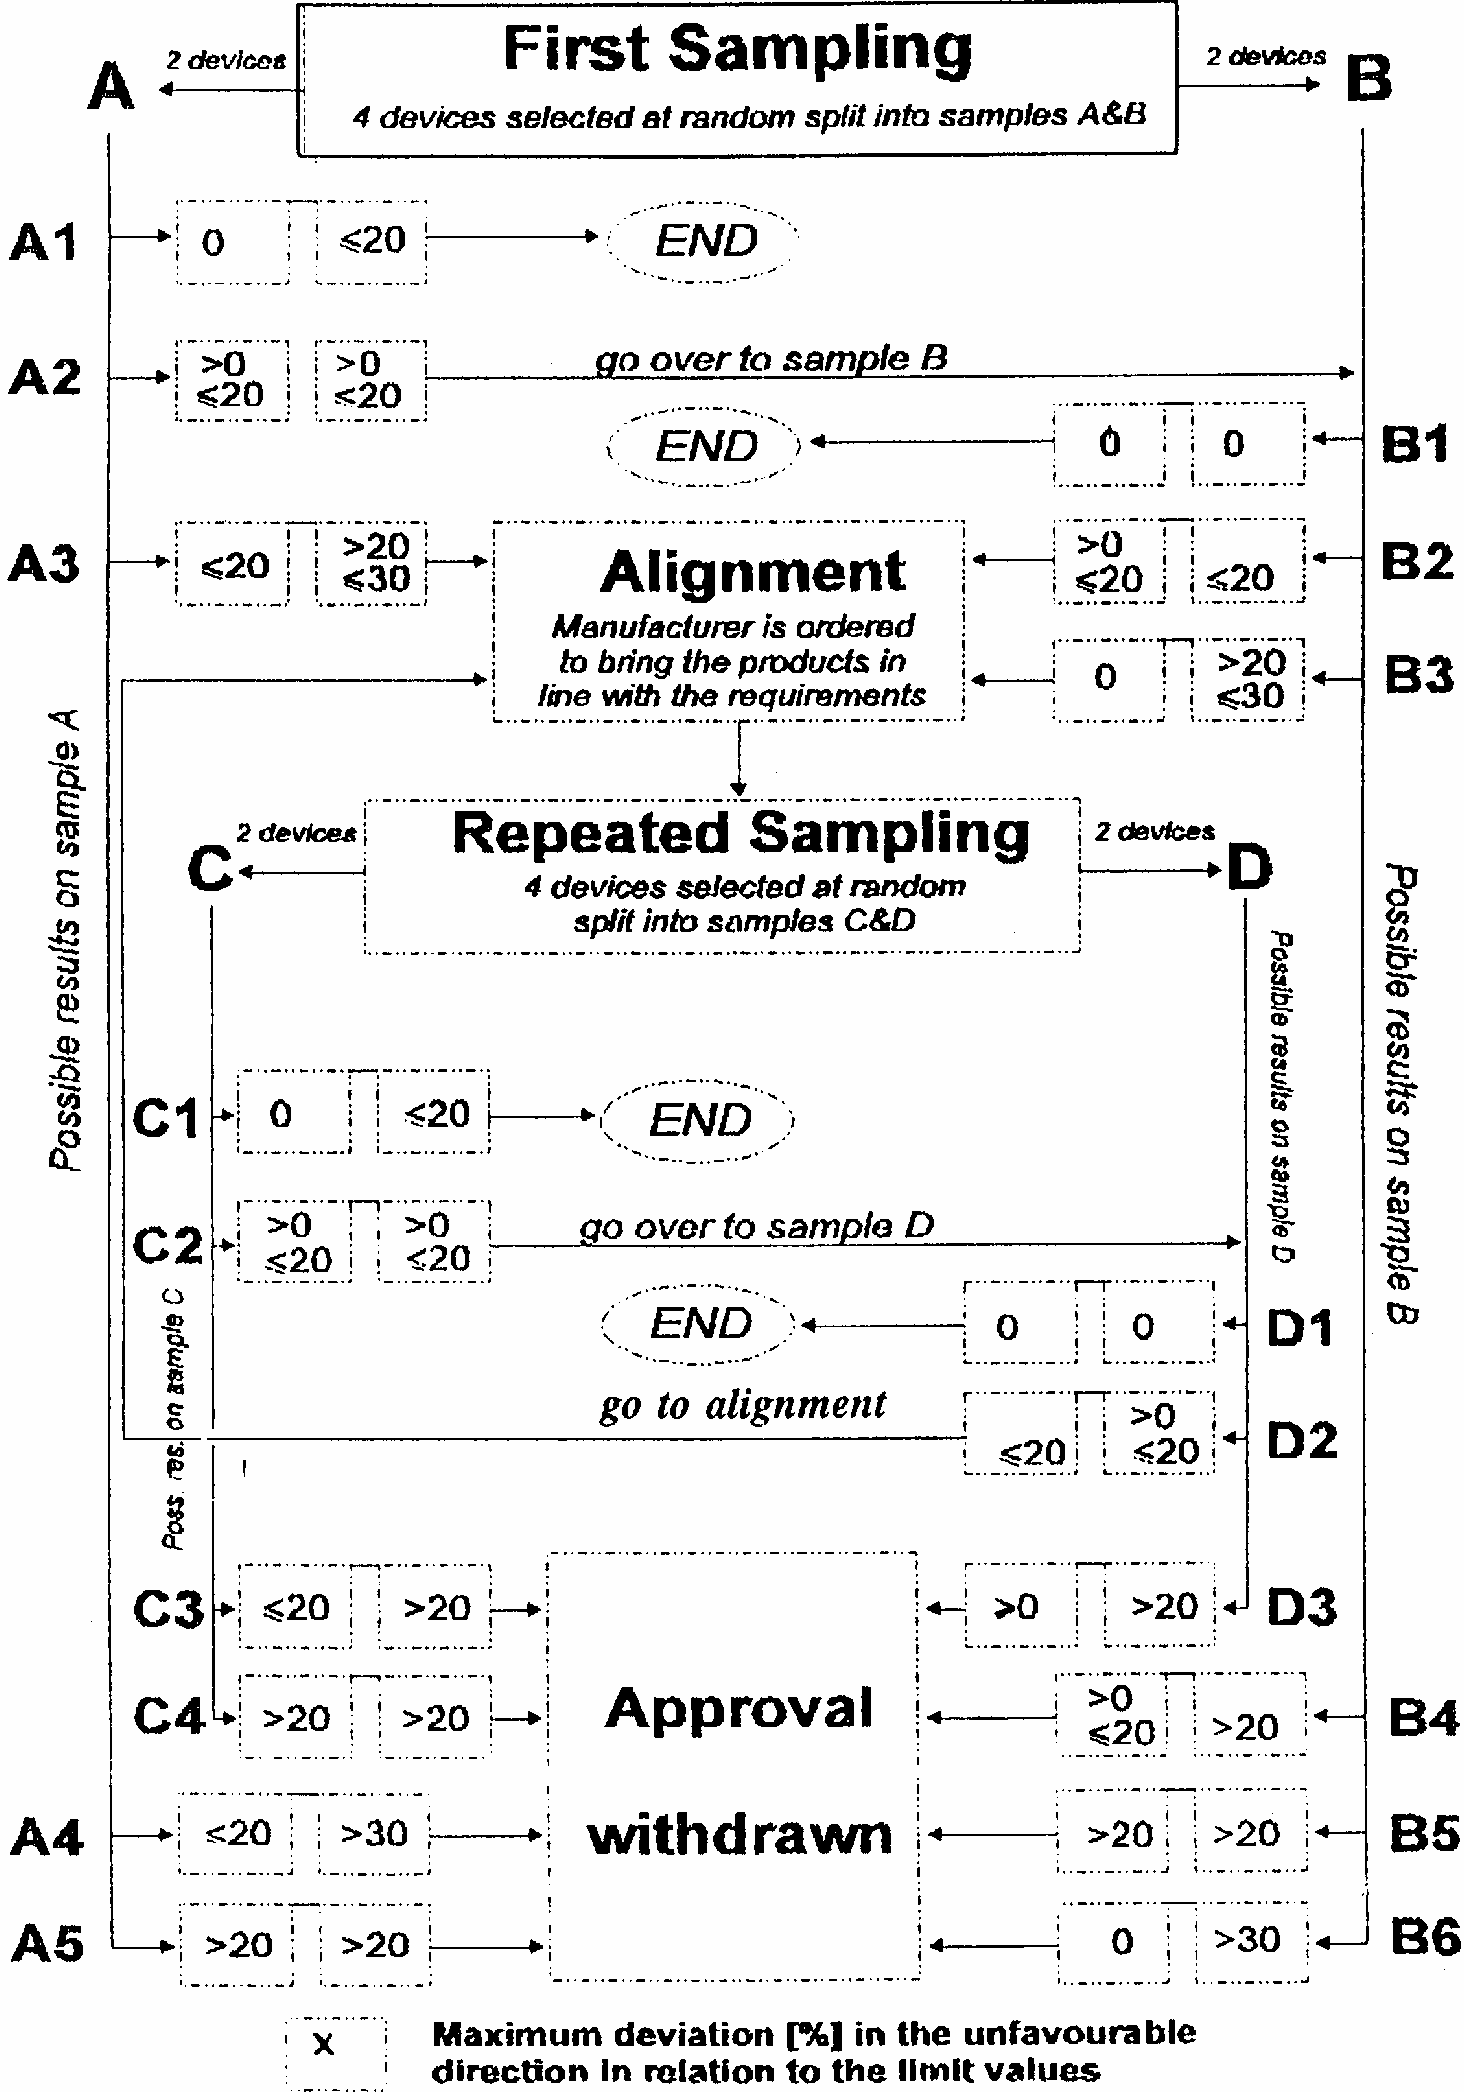 First Sampling
4 devices selected at random split into samples A&B
A
2 devices
2 devices
B
A1
0
≤20
END
A2
>0
≤20
>0
≤20
go over to sample B
END
0
0
B1
A3
≤20
>20
≤30
Alignment
Manufacturer is ordered
to bring the products in
line with the requirements
>0
≤20
≤20
B2
0
>20
≤30
B3
Possible results on sample A
Possible results on sample B
C
2 devices
Repeated Sampling
4 devices selected at random
split into samples C&D
2 devices
D
Possible results on sample D
C1
0
≤20
END
C2
>0
≤20
>0
≤20
go over to sample D
Poss. res. on sample C
END
0
0
D1
go to alignment
≤20
>0
≤20
D2
C3
≤20
>20
>0
>20
D3
C4
>20
>20
Approval
withdrawn
>0
≤20
>20
B4
A4
≤20
>30
>20
>20
B5
A5
>20
>20
0
>30
B6
X
Maximum deviation [%] in the unfavourable
direction in relation to the limit values